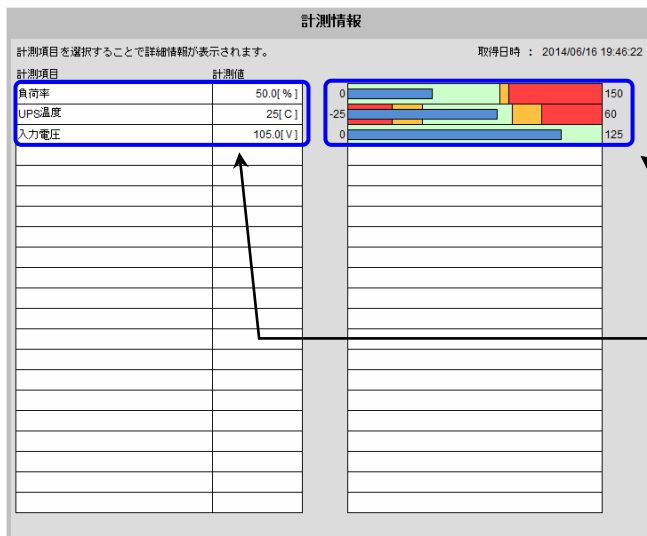 計測情報
計測項目を選択することで詳細情報が表示されます。 取得日時 : 2014/06/16 19:46:22
計測項目 計測値
負荷率 50.0[ % ] 0 150
UPS温度 25[ C ] -25 60
入力電圧 105.0[ V ] 0 125